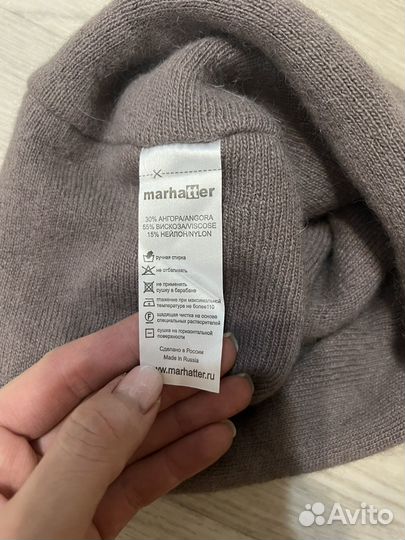 marhatter
30% АНГОРА/ANGORA
55% ВИСКОЗА/VISCOSE
15% НЕЙЛОН/NYLON
ручная стирка
не отбеливать
не применять
сушку в барабане
глажение при максимальной
температуре не более110
щадящая чистка на основе
специальных растворителей
сушка на горизонтальной
поверхности
Сделано в России
Made in Russia
www.marhatter.ru
Avito